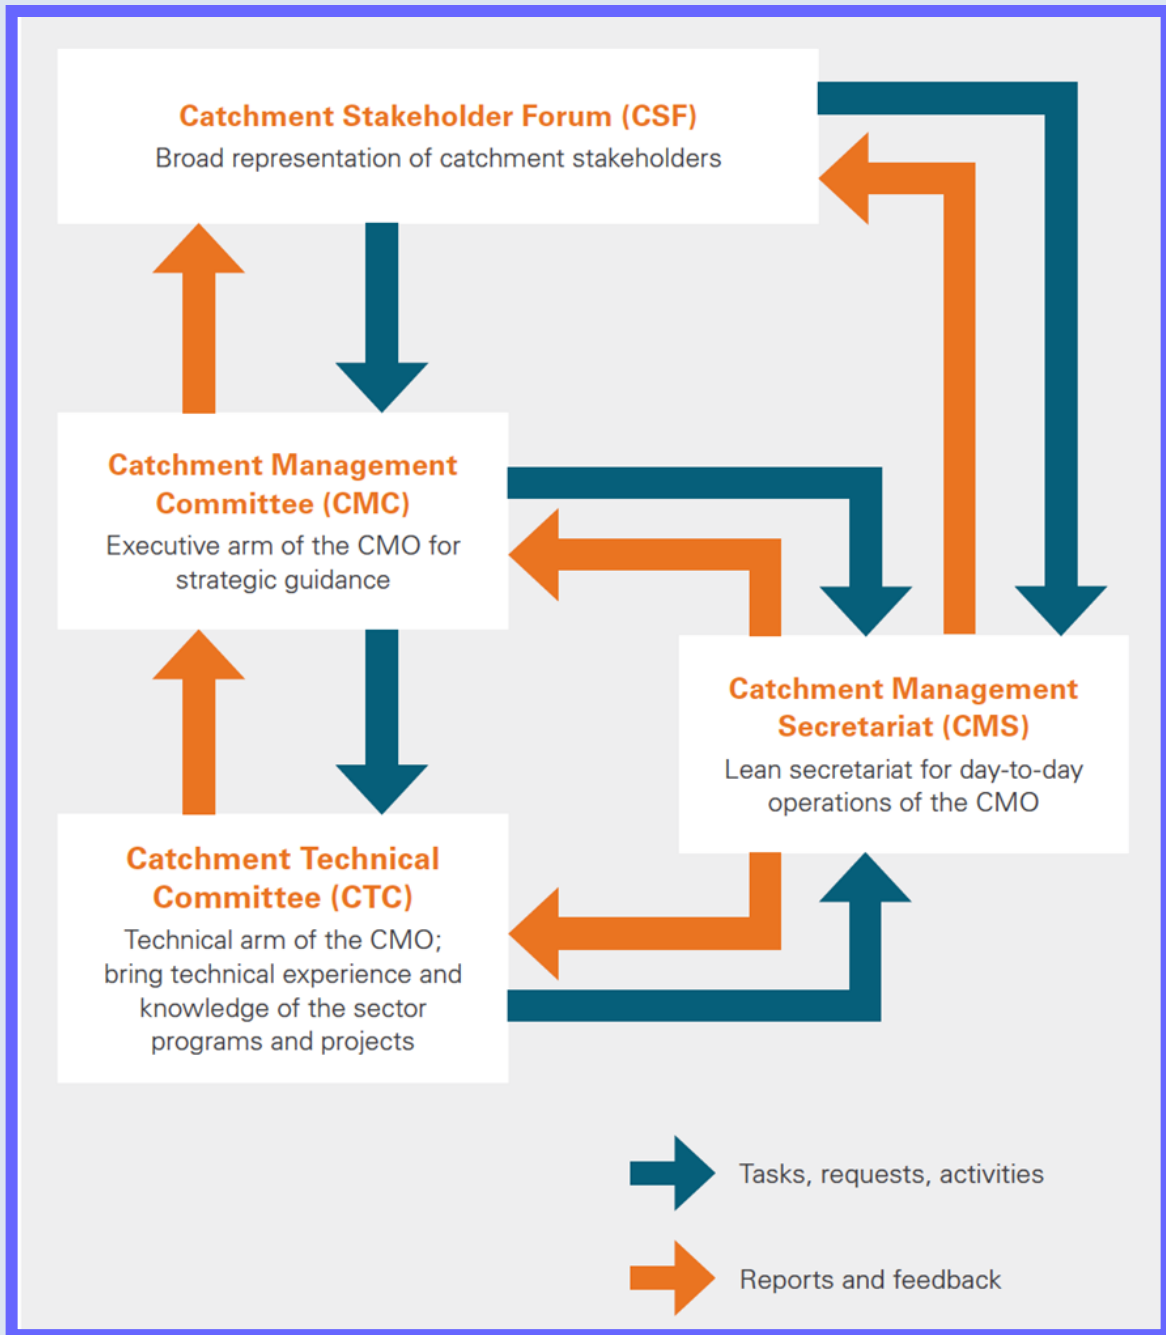 Catchment Stakeholder Forum (CSF)
Broad representation of catchment stakeholders
Catchment Management
Committee (CMC)
Executive arm of the CMO for
strategic guidance
Catchment Management
Secretariat (CMS)
Lean secretariat for day-to-day
operations of the CMO
Catchment Technical
Committee (CTC)
Technical arm of the CMO;
bring technical experience and
knowledge of the sector
programs and projects
Tasks, requests, activities
Reports and feedback